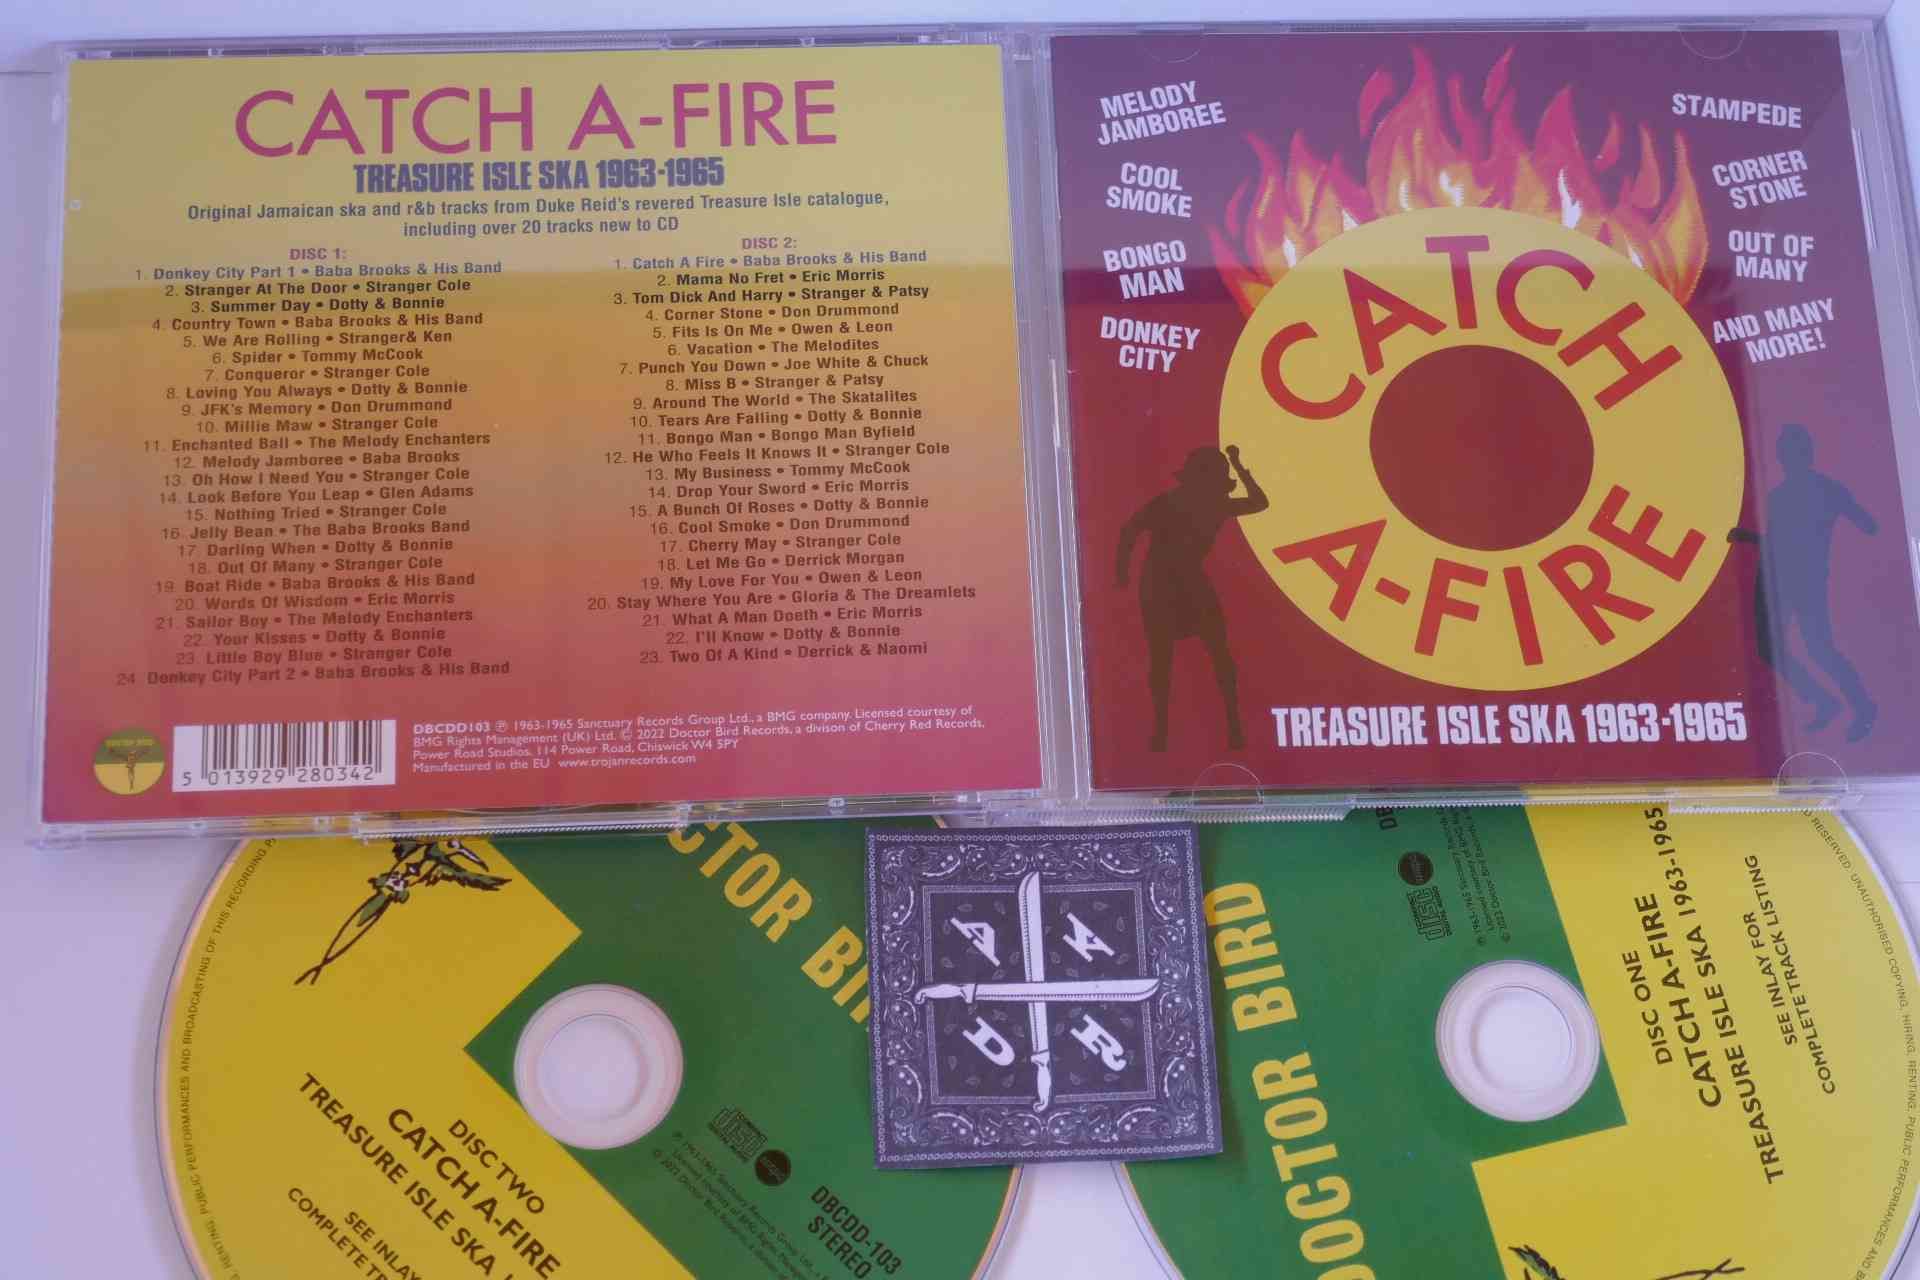 CATCH A-FIRE
TREASURE ISLE SKA 1963-1965
Original Jamaican ska and r&b tracks from Duke Reid's revered Treasure Isle catalogue,
including over 20 tracks new to CD
DISC 1:
1. Donkey City Part 1 • Baba Brooks & His Band
2. Stranger At The Door • Stranger Cole
3. Summer Day • Dotty & Bonnie
4. Country Town • Baba Brooks & His Band
5. We Are Rolling • Stranger& Ken
6. Spider • Tommy McCook
7. Conqueror • Stranger Cole
8. Loving You Always • Dotty & Bonnie
9. JFK's Memory • Don Drummond
10. Millie Maw • Stranger Cole
11. Enchanted Ball • The Melody Enchanters
12. Melody Jamboree • Baba Brooks
13. Oh How I Need You • Stranger Cole
14. Look Before You Leap • Glen Adams
15. Nothing Tried • Stranger Cole
16. Jelly Bean • The Baba Brooks Band
17. Darling When • Dotty & Bonnie
18. Out Of Many • Stranger Cole
19. Boat Ride • Baba Brooks & His Band
20. Words Of Wisdom • Eric Morris
21. Sailor Boy • The Melody Enchanters
22. Your Kisses • Dotty & Bonnie
23. Little Boy Blue • Stranger Cole
24. Donkey City Part 2 • Baba Brooks & His Band
DISC 2:
1. Catch A Fire • Baba Brooks & His Band
2. Mama No Fret • Eric Morris
3. Tom Dick And Harry • Stranger & Patsy
4. Corner Stone • Don Drummond
5. Fits Is On Me • Owen & Leon
6. Vacation • The Melodites
7. Punch You Down • Joe White & Chuck
8. Miss B • Stranger & Patsy
9. Around The World • The Skatalites
10. Tears Are Falling • Dotty & Bonnie
11. Bongo Man • Bongo Man Byfield
12. He Who Feels It Knows It • Stranger Cole
13. My Business • Tommy McCook
14. Drop Your Sword • Eric Morris
15. A Bunch Of Roses • Dotty & Bonnie
16. Cool Smoke • Don Drummond
17. Cherry May • Stranger Cole
18. Let Me Go • Derrick Morgan
19. My Love For You • Owen & Leon
20. Stay Where You Are • Gloria & The Dreamlets
21. What A Man Doeth • Eric Morris
22. I'll Know • Dotty & Bonnie
23. Two Of A Kind • Derrick & Naomi
DOCTOR BIRD
5 013929 280342
DBCDD103 ℗ 1963-1965 Sanctuary Records Group Ltd., a BMG company. Licensed courtesy of
BMG Rights Management (UK) Ltd. © 2022 Doctor Bird Records, a divison of Cherry Red Records,
Power Road Studios, 114 Power Road, Chiswick W4 5PY
Manufactured in the EU www.trojanrecords.com
MELODY
JAMBOREE
COOL
SMOKE
BONGO
MAN
DONKEY
CITY
STAMPEDE
CORNER
STONE
OUT OF
MANY
AND MANY
MORE!
CATCH
A-FIRE
TREASURE ISLE SKA 1963-1965
CTOR BI
DISC TWO
CATCH A-FIRE
TREASURE ISLE SKA
SEE INLAY
COMPLETE
DBCDD-103
STEREO
RENTING, PUBLIC PERFORMANCES AND BROADCASTING OF THIS RECORDING
A
K
D
R
DOCTOR BIRD
DISC ONE
CATCH A-FIRE
TREASURE ISLE SKA 1963-1965
SEE INLAY FOR
COMPLETE TRACK LISTING
RESERVED. UNAUTHORISED COPYING, HIRING, RENTING, PUBLIC PERFORMANCES AND